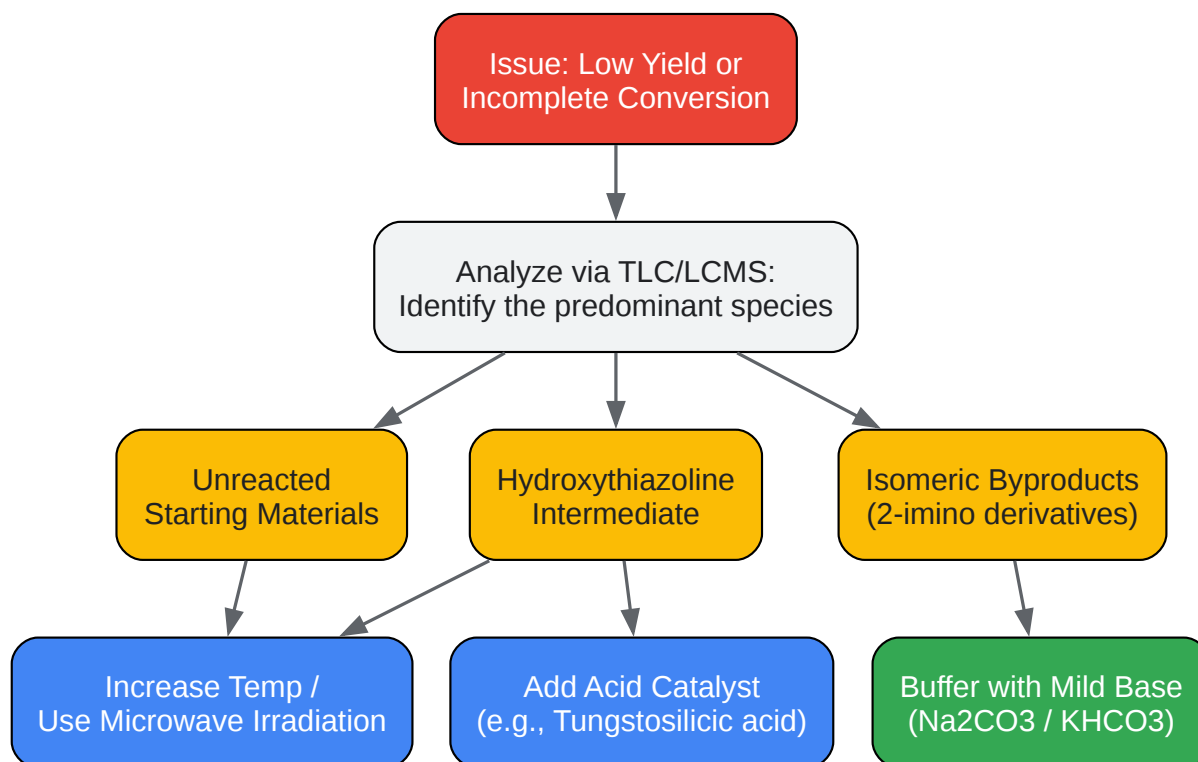 Issue: Low Yield or
Incomplete Conversion
Analyze via TLC/LCMS:
Identify the predominant species
Unreacted
Starting Materials
Hydroxythiazoline
Intermediate
Isomeric Byproducts
(2-imino derivatives)
Increase Temp /
Use Microwave Irradiation
Add Acid Catalyst
(e.g., Tungstosilicic acid)
Buffer with Mild Base
(Na2CO3 / KHCO3)